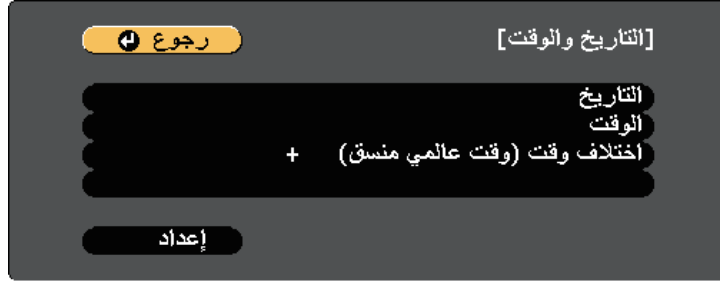 [التاريخ والوقت]
رجوع
التاريخ
الوقت
اختلاف وقت (وقت عالمي منسق) +
إعداد